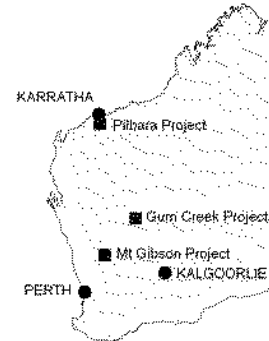 KARRATHA
Pilbara Project
Gum Creek Project
Mt Gibson Project
KALGOORLIE
PERTH